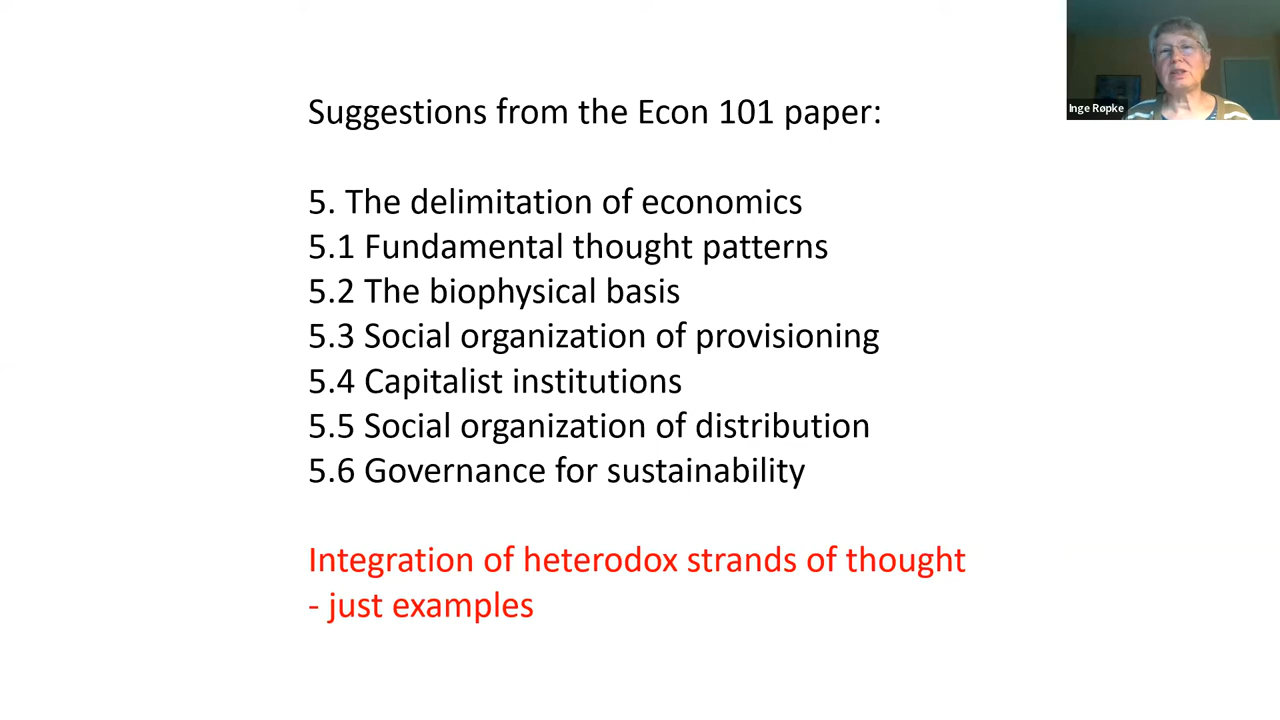 Inge Røpke
Suggestions from the Econ 101 paper:
5. The delimitation of economics
5.1 Fundamental thought patterns
5.2 The biophysical basis
5.3 Social organization of provisioning
5.4 Capitalist institutions
5.5 Social organization of distribution
5.6 Governance for sustainability
Integration of heterodox strands of thought
- just examples